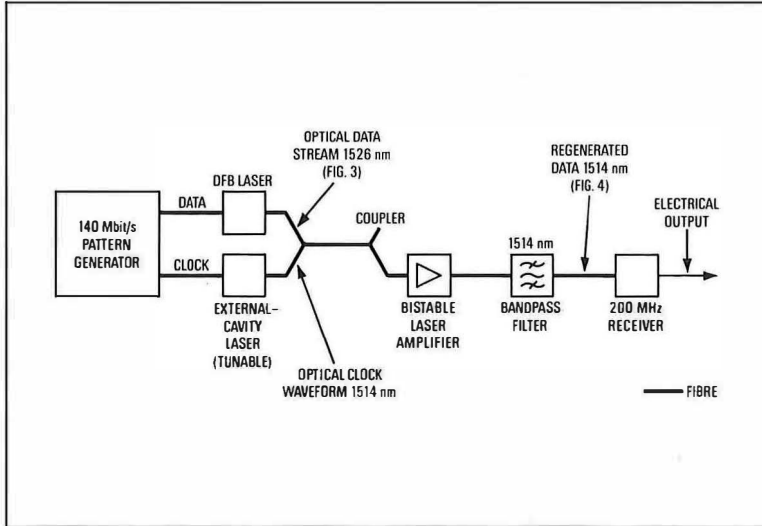 OPTICAL DATA
STREAM 1526 nm
(FIG. 3)
REGENERATED
DATA 1514 nm
(FIG. 4)
DFB LASER
COUPLER
ELECTRICAL
OUTPUT
DATA
140 Mbit/s
PATTERN
GENERATOR
1514 nm
CLOCK
EXTERNAL-
CAVITY
LASER
(TUNABLE)
BISTABLE
LASER
AMPLIFIER
BANDPASS
FILTER
200 MHz
RECEIVER
OPTICAL CLOCK
WAVEFORM 1514 nm
FIBRE